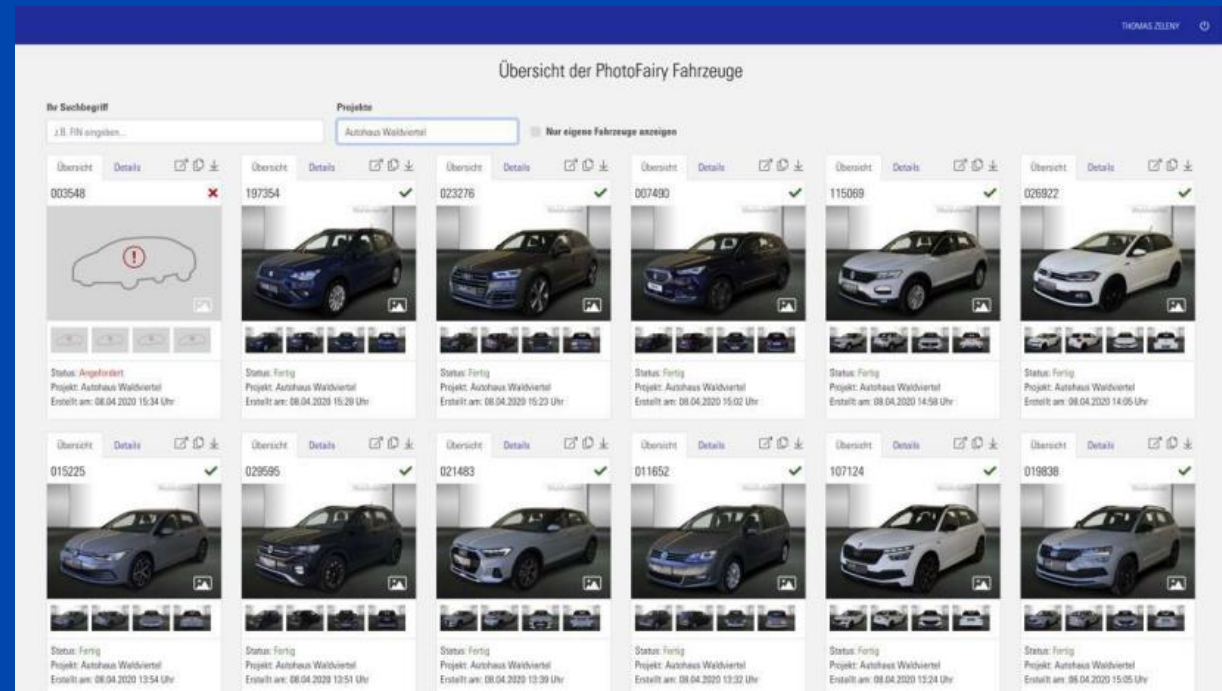 THOMAS ZELENY
Übersicht der PhotoFairy Fahrzeuge
Ihr Suchbegriff
Projekte
z.B. FIN eingeben...
Autohaus Waldviertel
Nur eigene Fahrzeuge anzeigen
Übersicht Details
Übersicht Details
Übersicht Details
Übersicht Details
Übersicht Details
Übersicht Details
003548
197354
023276
007490
115069
026922
Status: Angefordert
Projekt: Autohaus Waldviertel
Erstellt am: 08.04.2020 15:34 Uhr
Status: Fertig
Projekt: Autohaus Waldviertel
Erstellt am: 08.04.2020 15:28 Uhr
Status: Fertig
Projekt: Autohaus Waldviertel
Erstellt am: 08.04.2020 15:23 Uhr
Status: Fertig
Projekt: Autohaus Waldviertel
Erstellt am: 08.04.2020 15:02 Uhr
Status: Fertig
Projekt: Autohaus Waldviertel
Erstellt am: 08.04.2020 14:58 Uhr
Status: Fertig
Projekt: Autohaus Waldviertel
Erstellt am: 08.04.2020 14:05 Uhr
Übersicht Details
Übersicht Details
Übersicht Details
Übersicht Details
Übersicht Details
Übersicht Details
015225
029595
021483
011652
107124
019838
Status: Fertig
Projekt: Autohaus Waldviertel
Erstellt am: 08.04.2020 13:54 Uhr
Status: Fertig
Projekt: Autohaus Waldviertel
Erstellt am: 08.04.2020 13:51 Uhr
Status: Fertig
Projekt: Autohaus Waldviertel
Erstellt am: 08.04.2020 13:39 Uhr
Status: Fertig
Projekt: Autohaus Waldviertel
Erstellt am: 08.04.2020 13:32 Uhr
Status: Fertig
Projekt: Autohaus Waldviertel
Erstellt am: 08.04.2020 13:24 Uhr
Status: Fertig
Projekt: Autohaus Waldviertel
Erstellt am: 06.04.2020 15:05 Uhr